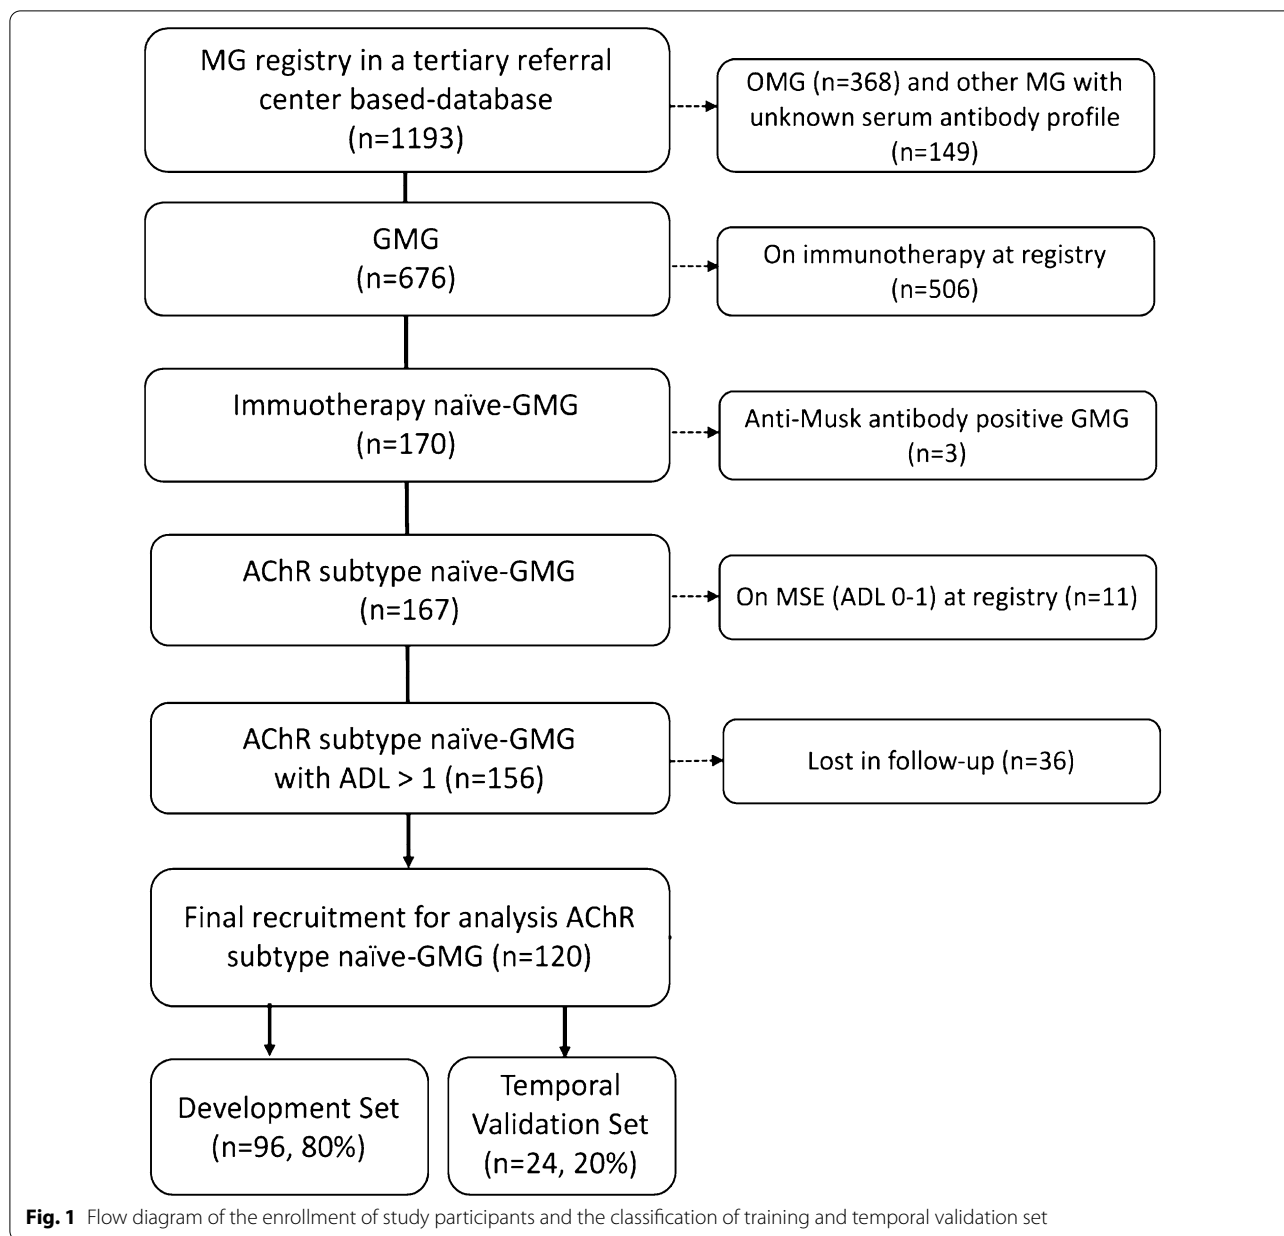 MG registry in a tertiary referral
center based-database
(n=1193)
OMG (n=368) and other MG with
unknown serum antibody profile
(n=149)
GMG
(n=676)
On immunotherapy at registry
(n=506)
Immuotherapy naïve-GMG
(n=170)
Anti-Musk antibody positive GMG
(n=3)
AChR subtype naïve-GMG
(n=167)
On MSE (ADL 0-1) at registry (n=11)
AChR subtype naïve-GMG
with ADL > 1 (n=156)
Lost in follow-up (n=36)
Final recruitment for analysis AChR
subtype naïve-GMG (n=120)
Development Set
(n=96, 80%)
Temporal
Validation Set
(n=24, 20%)
Fig. 1 Flow diagram of the enrollment of study participants and the classification of training and temporal validation set